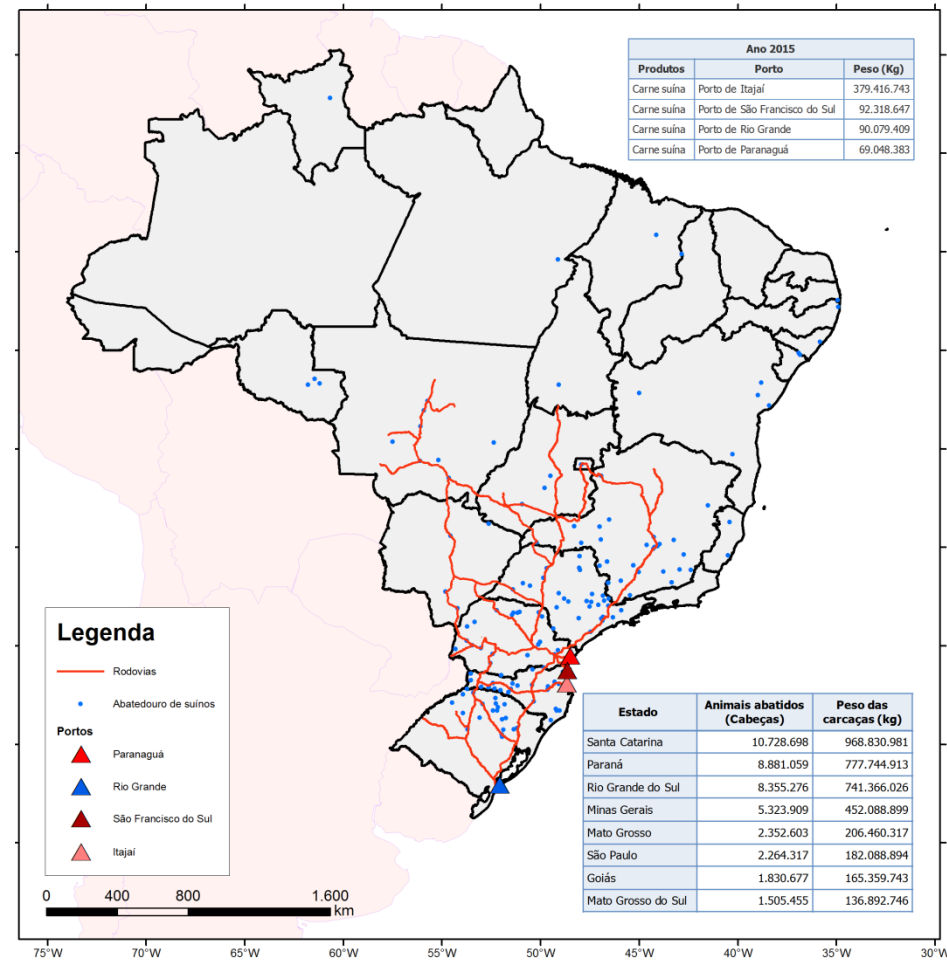 Ano 2015
Produtos Porto Peso (Kg)
Carne suína Porto de Itajaí 379.416.743
Carne suína Porto de São Francisco do Sul 92.318.647
Carne suína Porto de Rio Grande 90.079.409
Carne suína Porto de Paranaguá 69.048.383
Legenda
Rodovias
Abatedouro de suínos
Portos
Paranaguá
Rio Grande
São Francisco do Sul
Itajaí
0 400 800 1.600
km
Estado Animais abatidos (Cabeças) Peso das carcaças (kg)
Santa Catarina 10.728.698 968.830.981
Paraná 8.881.059 777.744.913
Rio Grande do Sul 8.355.276 741.366.026
Minas Gerais 5.323.909 452.088.899
Mato Grosso 2.352.603 206.460.317
São Paulo 2.264.317 182.088.894
Goiás 1.830.677 165.359.743
Mato Grosso do Sul 1.505.455 136.892.746
75°W 70°W 65°W 60°W 55°W 50°W 45°W 40°W 35°W 30°W